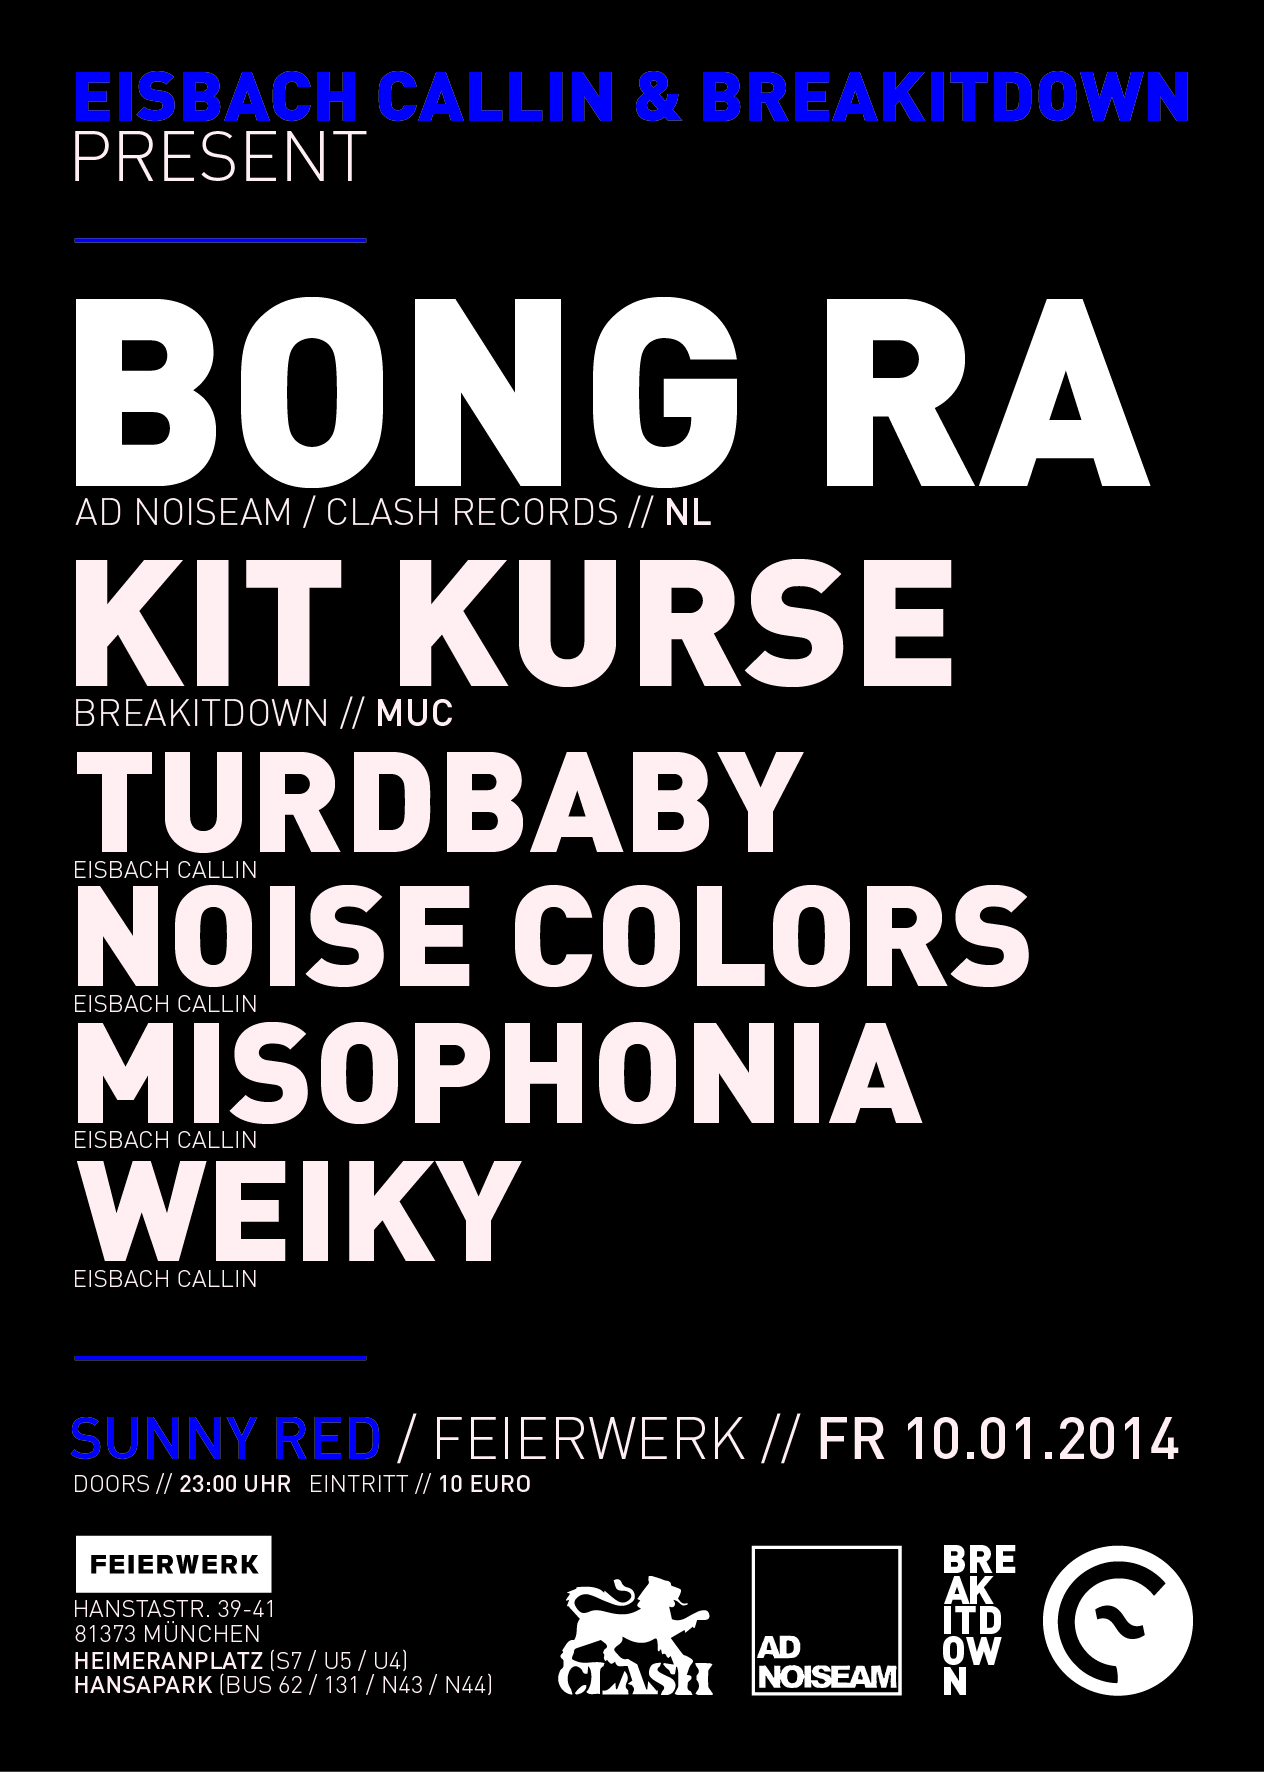 EISBACH CALLIN & BREAKITDOWN
PRESENT
BONG RA
AD NOISEAM / CLASH RECORDS // NL
KIT KURSE
BREAKITDOWN // MUC
TURDBABY
EISBACH CALLIN
NOISE COLORS
EISBACH CALLIN
MISOPHONIA
EISBACH CALLIN
WEIKY
EISBACH CALLIN
SUNNY RED / FEIERWERK // FR 10.01.2014
DOORS // 23:00 UHR EINTRITT // 10 EURO
FEIERWERK
HANSTASTR. 39-41
81373 MÜNCHEN
HEIMERANPLATZ (S7 / U5 / U4)
HANSAPARK (BUS 62 / 131 / N43 / N44)
CLASH
AD
NOISEAM
BRE
AK
ITD
OW
N